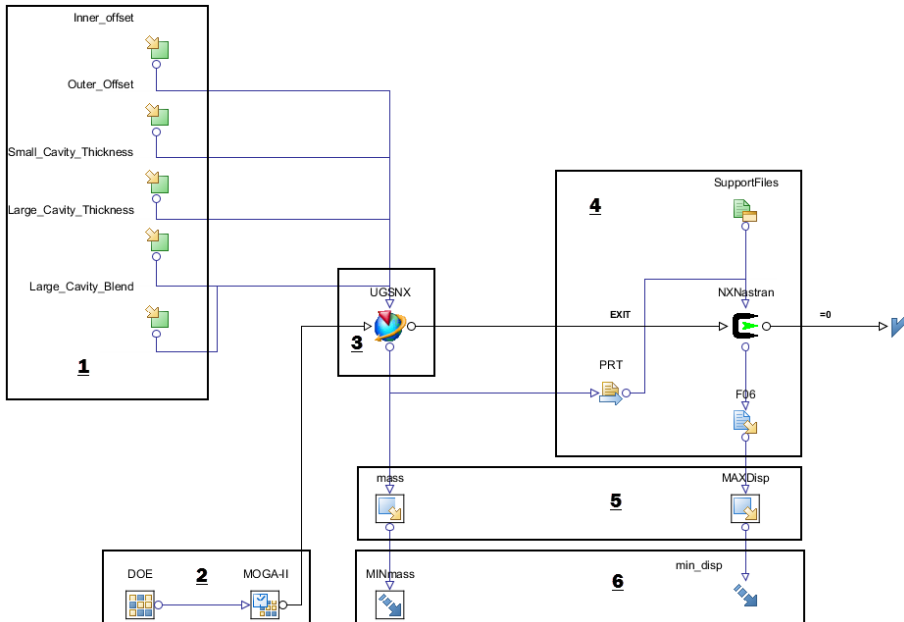 Inner_offset
Outer_Offset
Small_Cavity_Thickness
Large_Cavity_Thickness
Large_Cavity_Blend
1
SupportFiles
4
UGSNX
3
NXNastran
EXIT
=0
PRT
F06
mass
5
MAXDisp
DOE
2
MOGA-II
MINmass
6
min_disp